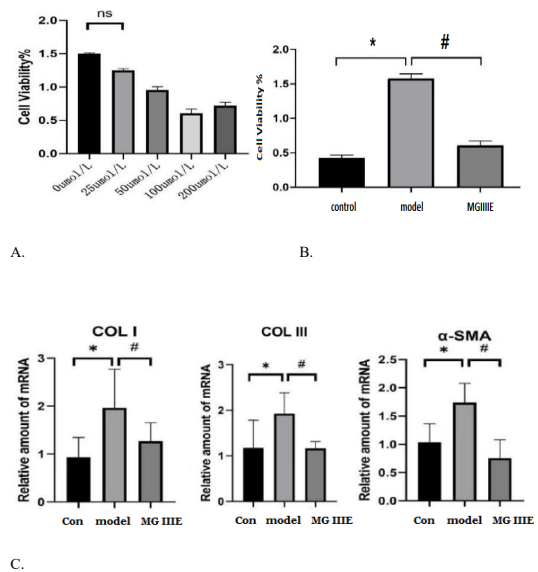 ns
Cell Viability%
2.0
1.5
1.0
0.5
0.0
0umol/L
25umol/L
50umol/L
100umol/L
200umol/L
A.
* #
Cell Viability %
2.0
1.5
1.0
0.5
0.0
control model MGIIIE
B.
COL I
* #
Relative amount of mRNA
3
2
1
0
Con model MG IIIE
COL III
* #
Relative amount of mRNA
3
2
1
0
Con model MG IIIE
α-SMA
* #
Relative amount of mRNA
2.5
2.0
1.5
1.0
0.5
0.0
Con model MG IIIE
C.